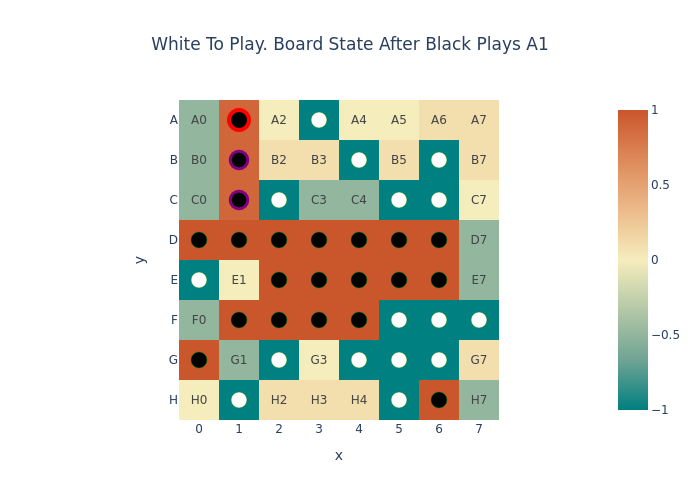 White To Play. Board State After Black Plays A1
A A0 A2 A4 A5 A6 A7
B B0 B2 B3 B5 B7
C C0 C3 C4 C7
D D7
E E1 E7
F F0
G G1 G3 G7
H H0 H2 H3 H4 H7
0 1 2 3 4 5 6 7
x
y
1
0.5
0
−0.5
−1